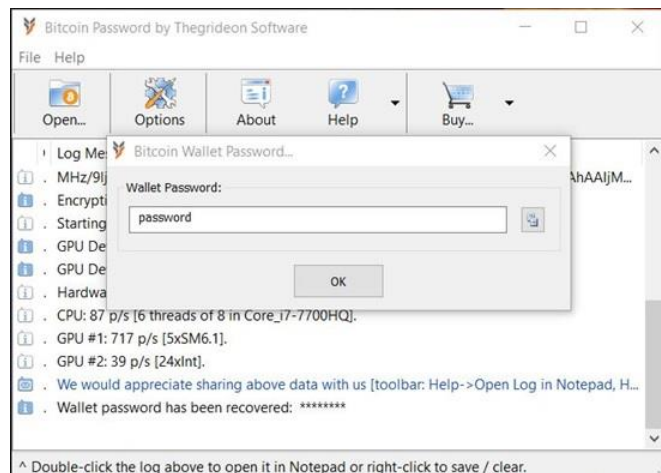 Bitcoin Password by Thegrideon Software
File Help
Open... Options About Help Buy...
Log Me
Bitcoin Wallet Password...
MHz/9lj
AhAAIjM...
Wallet Password:
Encrypti
password
Starting
GPU De
GPU De
OK
Hardwa
. CPU: 87 p/s [6 threads of 8 in Core_i7-7700HQ].
. GPU #1: 717 p/s [5xSM6.1].
. GPU #2: 39 p/s [24xInt].
. We would appreciate sharing above data with us [toolbar: Help->Open Log in Notepad, H...
. Wallet password has been recovered: ********
^ Double-click the log above to open it in Notepad or right-click to save / clear.